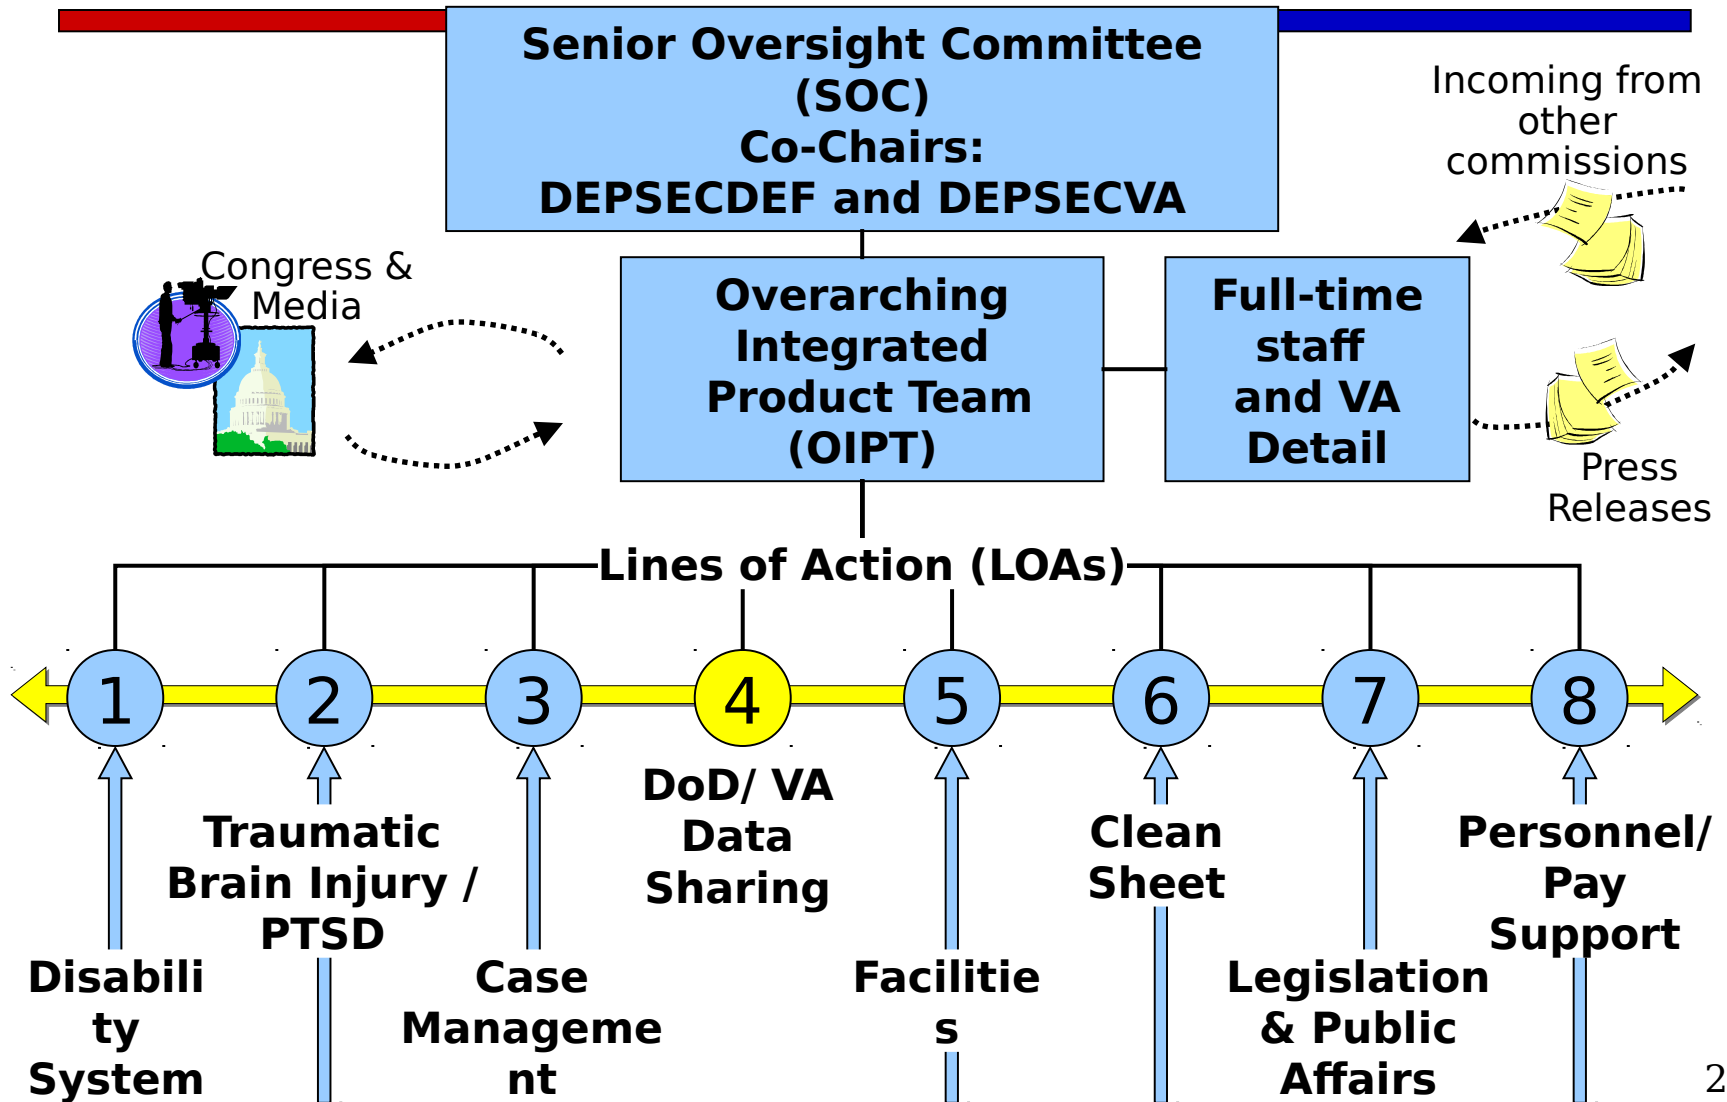 Senior Oversight Committee
(SOC)
Co-Chairs:
DEPSECDEF and DEPSECVA
Incoming from
other
commissions
Congress &
Media
Overarching
Integrated
Product Team
(OIPT)
Full-time
staff
and VA
Detail
Press
Releases
Lines of Action (LOAs)
1
2
3
4
5
6
7
8
DoD/ VA
Data
Sharing
Traumatic
Brain Injury /
PTSD
Clean
Sheet
Personnel/
Pay
Support
Disabili
ty
System
Case
Manageme
nt
Facilitie
s
Legislation
& Public
Affairs
2